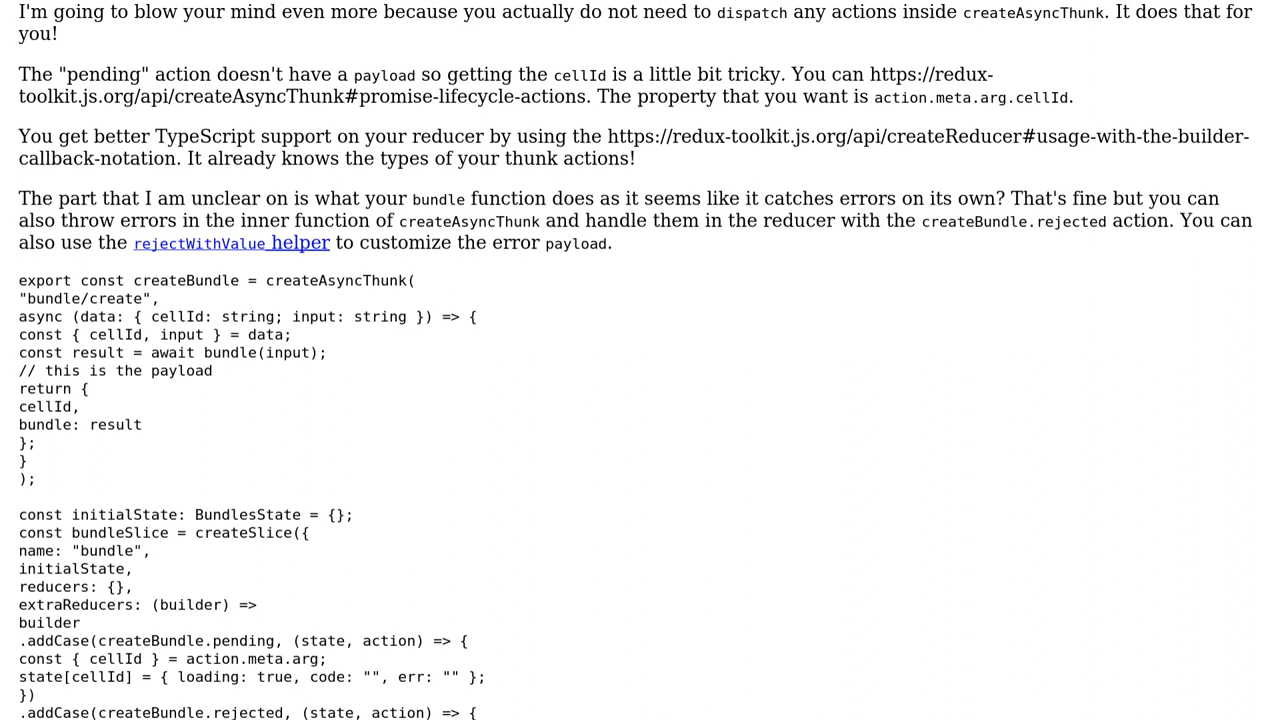 I'm going to blow your mind even more because you actually do not need to dispatch any actions inside createAsyncThunk. It does that for
you!
The "pending" action doesn't have a payload so getting the cellId is a little bit tricky. You can https://redux-
toolkit.js.org/api/createAsyncThunk#promise-lifecycle-actions. The property that you want is action.meta.arg.cellId.
You get better TypeScript support on your reducer by using the https://redux-toolkit.js.org/api/createReducer#usage-with-the-builder-
callback-notation. It already knows the types of your thunk actions!
The part that I am unclear on is what your bundle function does as it seems like it catches errors on its own? That's fine but you can
also throw errors in the inner function of createAsyncThunk and handle them in the reducer with the createBundle.rejected action. You can
also use the rejectWithValue helper to customize the error payload.
export const createBundle = createAsyncThunk(
"bundle/create",
async (data: { cellId: string; input: string }) => {
const { cellId, input } = data;
const result = await bundle(input);
// this is the payload
return {
cellId,
bundle: result
};
}
);
const initialState: BundlesState = {};
const bundleSlice = createSlice({
name: "bundle",
initialState,
reducers: {},
extraReducers: (builder) =>
builder
.addCase(createBundle.pending, (state, action) => {
const { cellId } = action.meta.arg;
state[cellId] = { loading: true, code: "", err: "" };
})
.addCase(createBundle.rejected, (state, action) => {